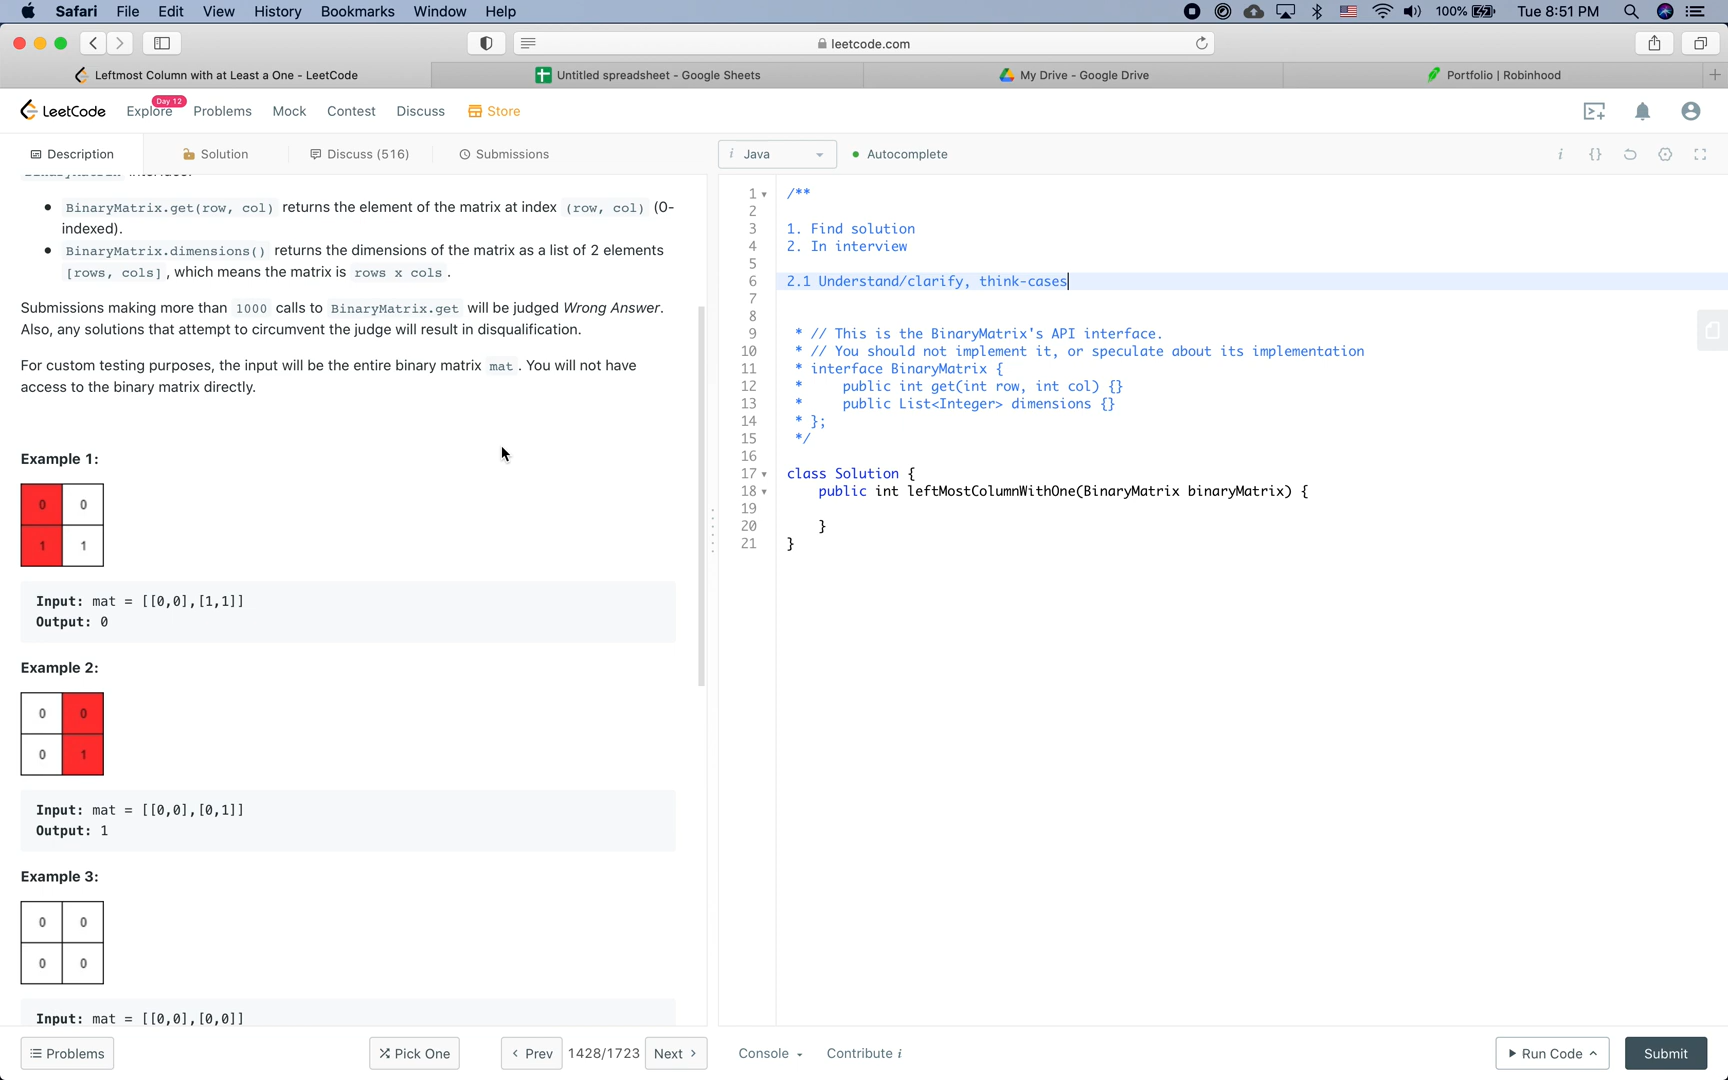 Safari File Edit View History Bookmarks Window Help 100% Tue 8:51 PM
leetcode.com
Leftmost Column with at Least a One - LeetCode Untitled spreadsheet - Google Sheets My Drive - Google Drive Portfolio | Robinhood
LeetCode Explore Day 12 Problems Mock Contest Discuss Store
Description Solution Discuss (516) Submissions
i Java Autocomplete
BinaryMatrix.get(row, col) returns the element of the matrix at index (row, col) (0-
indexed).
BinaryMatrix.dimensions() returns the dimensions of the matrix as a list of 2 elements
[rows, cols], which means the matrix is rows x cols.
Submissions making more than 1000 calls to BinaryMatrix.get will be judged Wrong Answer.
Also, any solutions that attempt to circumvent the judge will result in disqualification.
For custom testing purposes, the input will be the entire binary matrix mat. You will not have
access to the binary matrix directly.
Example 1:
0 0
1 1
Input: mat = [[0,0],[1,1]]
Output: 0
Example 2:
0 0
0 1
Input: mat = [[0,0],[0,1]]
Output: 1
Example 3:
0 0
0 0
Input: mat = [[0,0],[0,0]]
1 /**
2
3 1. Find solution
4 2. In interview
5
6 2.1 Understand/clarify, think-cases
7
8
9 * // This is the BinaryMatrix's API interface.
10 * // You should not implement it, or speculate about its implementation
11 * interface BinaryMatrix {
12 *     public int get(int row, int col) {}
13 *     public List<Integer> dimensions {}
14 * };
15 */
16
17 class Solution {
18     public int leftMostColumnWithOne(BinaryMatrix binaryMatrix) {
19
20     }
21 }
Problems Pick One Prev 1428/1723 Next Console Contribute i Run Code Submit